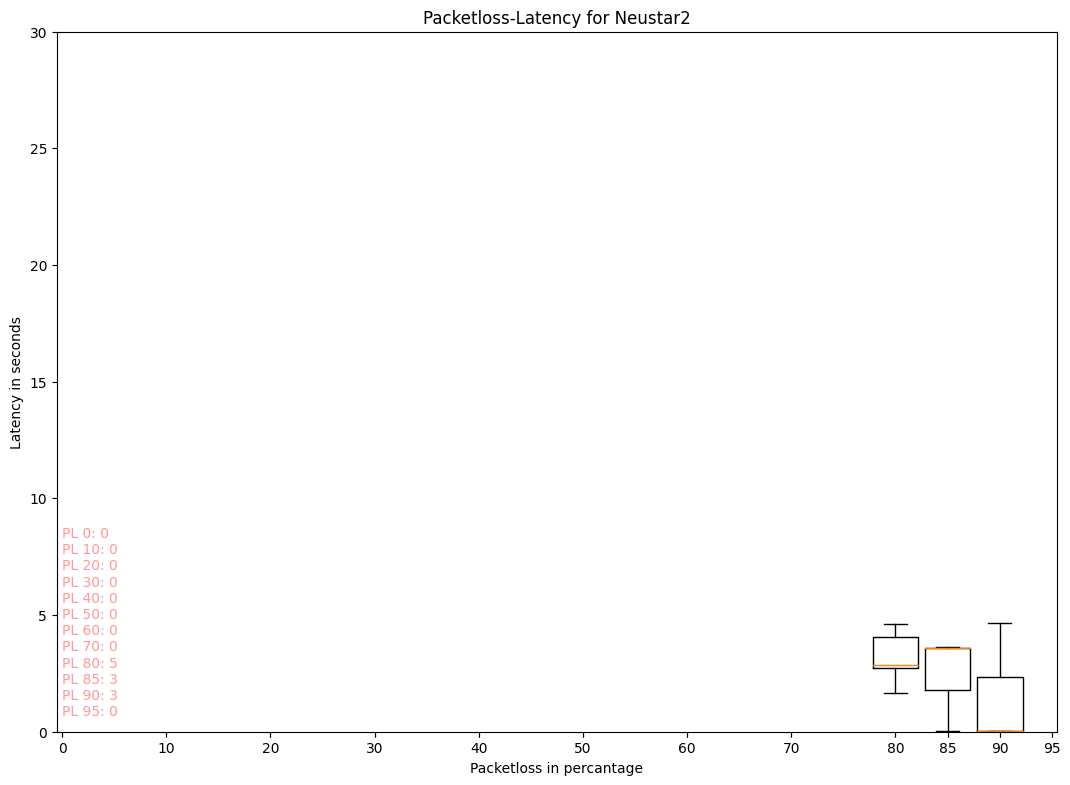 Packetloss-Latency for Neustar2
30
25
20
15
10
5
0
Latency in seconds
PL 0: 0
PL 10: 0
PL 20: 0
PL 30: 0
PL 40: 0
PL 50: 0
PL 60: 0
PL 70: 0
PL 80: 5
PL 85: 3
PL 90: 3
PL 95: 0
0 10 20 30 40 50 60 70 80 85 90 95
Packetloss in percantage